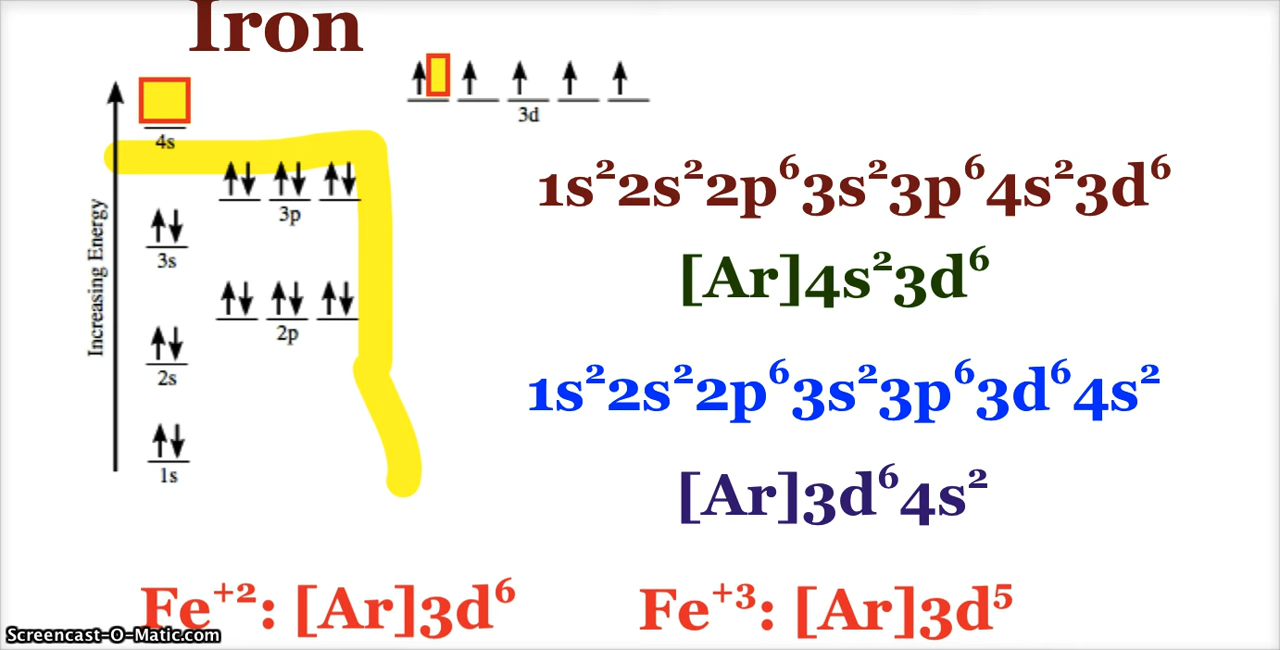 Iron
3d
4s
1s²2s²2p⁶3s²3p⁶4s²3d⁶
3p
Increasing Energy
3s
[Ar]4s²3d⁶
2p
2s
1s²2s²2p⁶3s²3p⁶3d⁶4s²
1s
[Ar]3d⁶4s²
Fe⁺²: [Ar]3d⁶
Fe⁺³: [Ar]3d⁵
Screencast-O-Matic.com